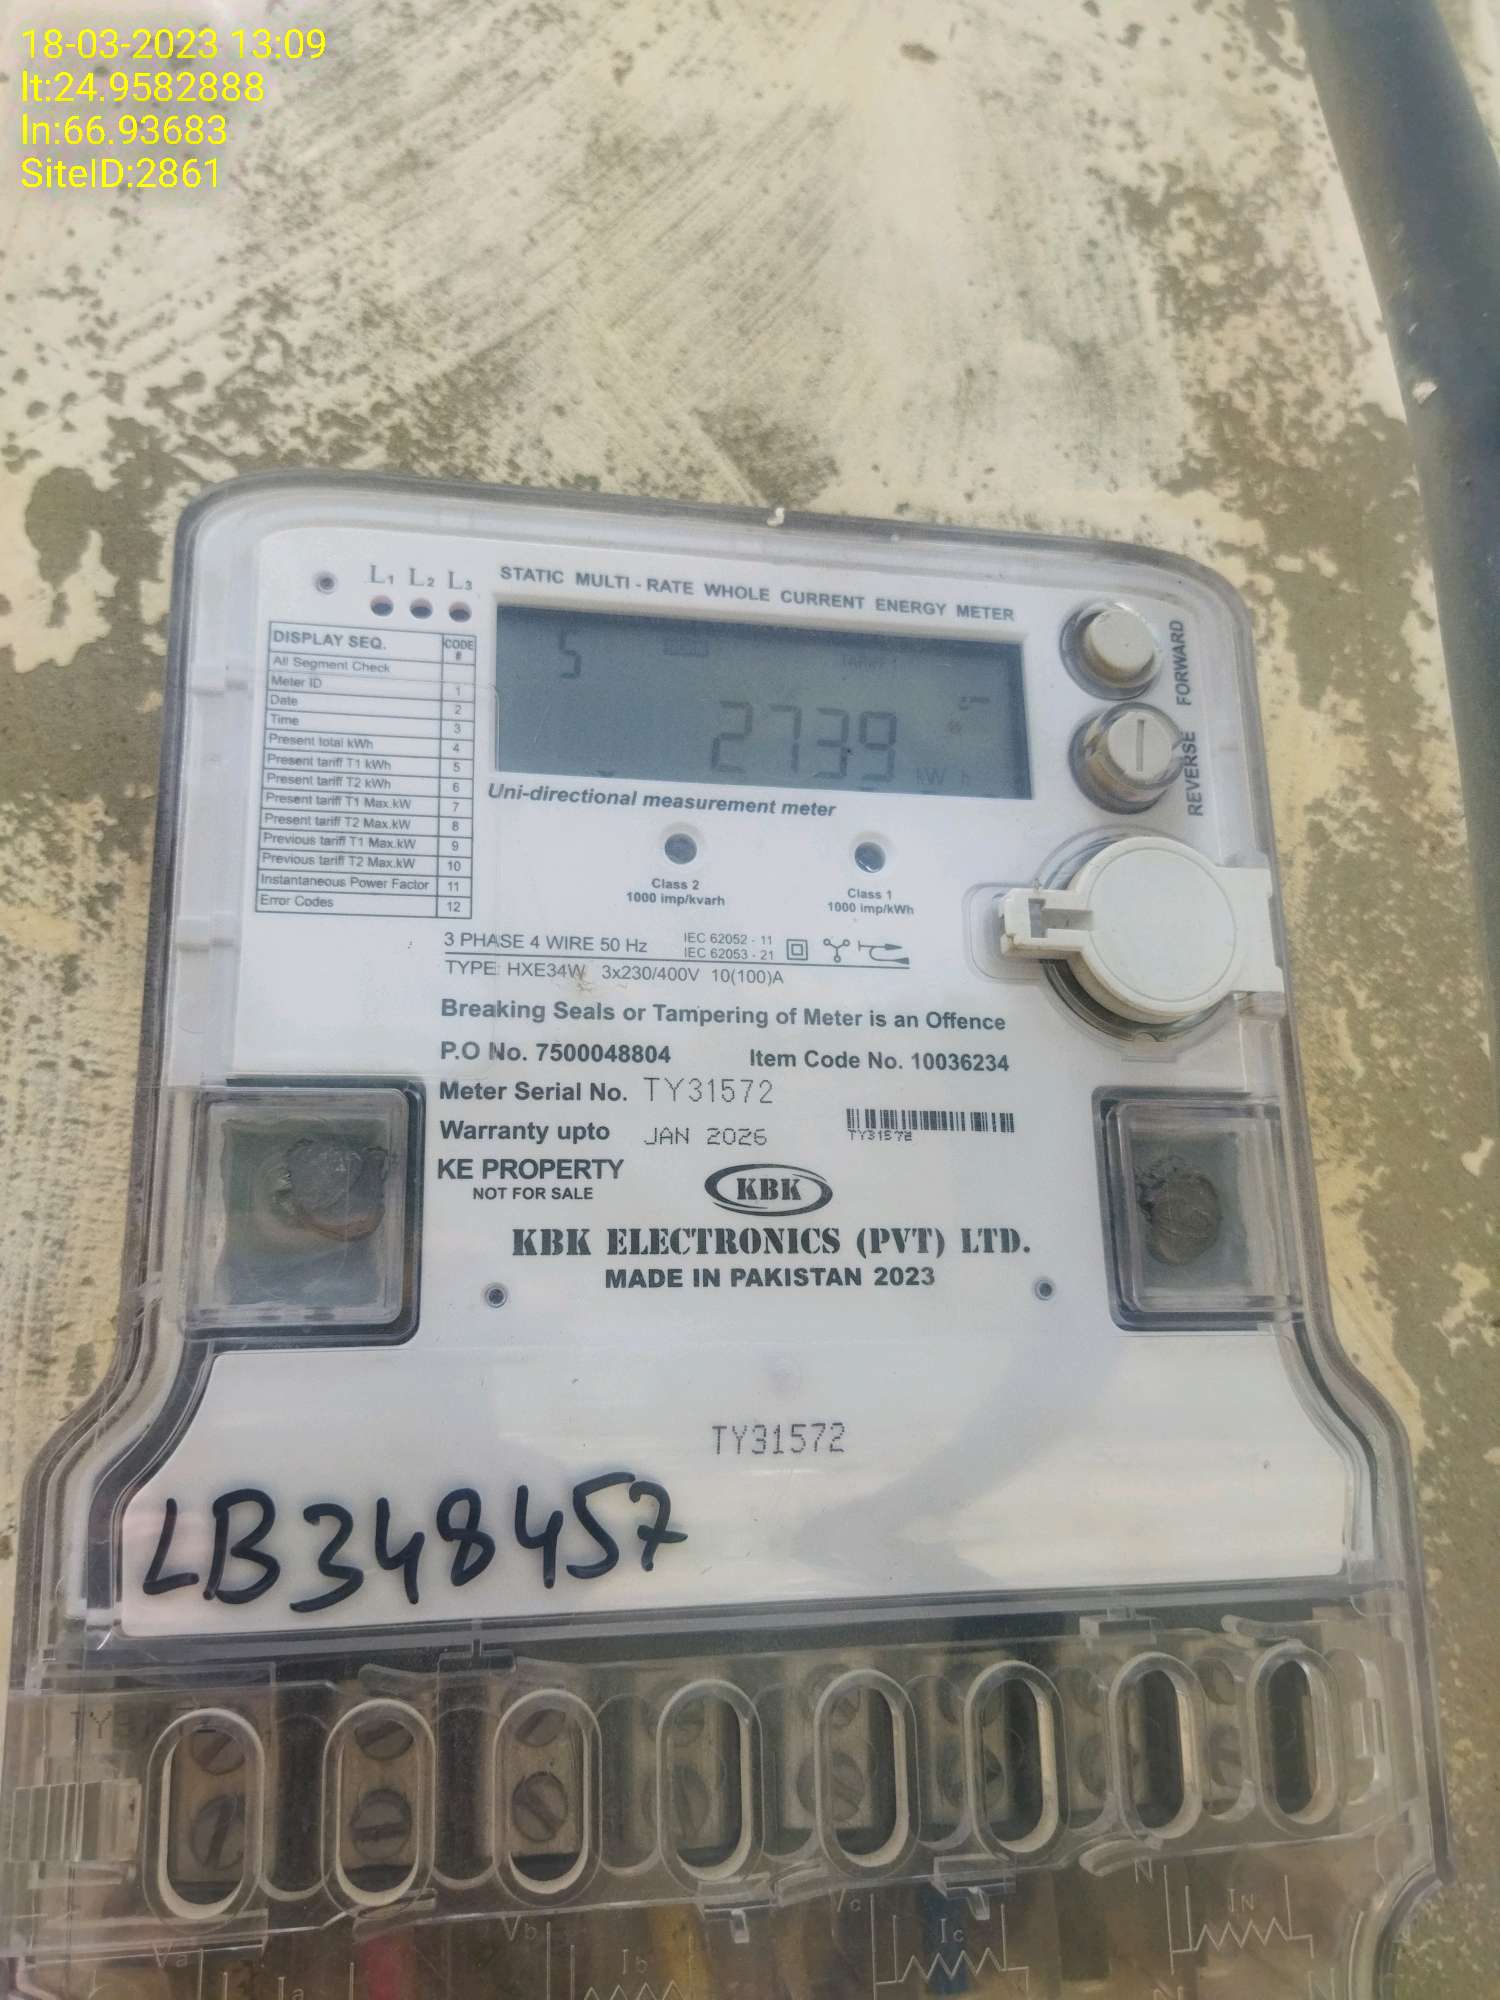 18-03-2023 13:09
lt:24.9582888
ln:66.93683
SiteID:2861
L1 L2 L3
STATIC MULTI - RATE WHOLE CURRENT ENERGY METER
DISPLAY SEQ. CODE #
All Segment Check
Meter ID 1
Date 2
Time 3
Present total kWh 4
Present tariff T1 kWh 5
Present tariff T2 kWh 6
Present tariff T1 Max.kW 7
Present tariff T2 Max.kW 8
Previous tariff T1 Max.kW 9
Previous tariff T2 Max.kW 10
Instantaneous Power Factor 11
Error Codes 12
5
2739
kW h
FORWARD
REVERSE
Uni-directional measurement meter
Class 2
1000 imp/kvarh
Class 1
1000 imp/kWh
3 PHASE 4 WIRE 50 Hz
IEC 62052 - 11
IEC 62053 - 21
TYPE: HXE34W 3x230/400V 10(100)A
Breaking Seals or Tampering of Meter is an Offence
P.O No. 7500048804 Item Code No. 10036234
Meter Serial No. TY31572
Warranty upto JAN 2026
TY31572
KE PROPERTY
NOT FOR SALE
KBK
KBK ELECTRONICS (PVT) LTD.
MADE IN PAKISTAN 2023
TY31572
LB348457
Va
Ia
Vb
Ib
Vc
Ic
N
IN
N